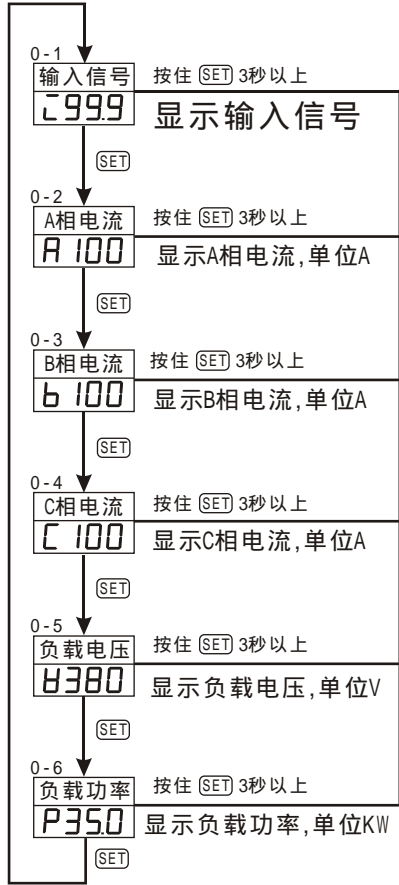 0-1
输入信号 按住 SET 3秒以上
c99.9 显示输入信号
SET
0-2
A相电流 按住 SET 3秒以上
A 100 显示A相电流,单位A
SET
0-3
B相电流 按住 SET 3秒以上
b 100 显示B相电流,单位A
SET
0-4
C相电流 按住 SET 3秒以上
C 100 显示C相电流,单位A
SET
0-5
负载电压 按住 SET 3秒以上
380 显示负载电压,单位V
SET
0-6
负载功率 按住 SET 3秒以上
P35.0 显示负载功率,单位KW
SET